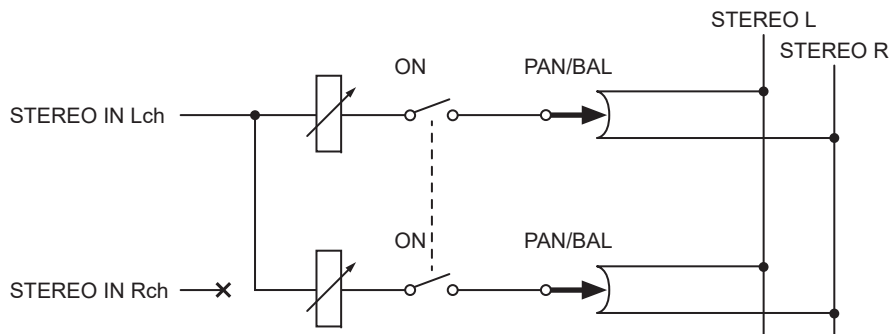 STEREO L
STEREO R
ON
PAN/BAL
STEREO IN Lch
ON
PAN/BAL
STEREO IN Rch